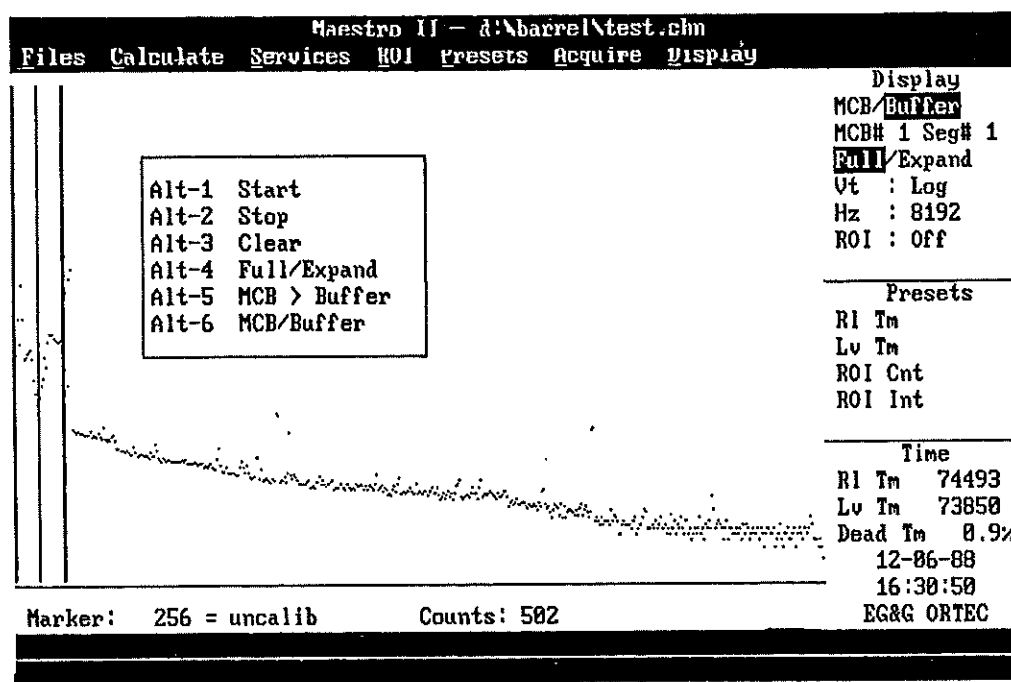 Maestro II — d:\barrel\test.chn
Files Calculate Services ROI Presets Acquire Display
Display
MCB/Buffer
MCB# 1 Seg# 1
Full/Expand
Vt : Log
Hz : 8192
ROI : Off
Alt-1 Start
Alt-2 Stop
Alt-3 Clear
Alt-4 Full/Expand
Alt-5 MCB > Buffer
Alt-6 MCB/Buffer
Presets
Rl Tm
Lv Tm
ROI Cnt
ROI Int
Time
Rl Tm 74493
Lv Tm 73850
Dead Tm 0.9%
12-06-88
16:30:50
EG&G ORTEC
Marker: 256 = uncalib Counts: 502